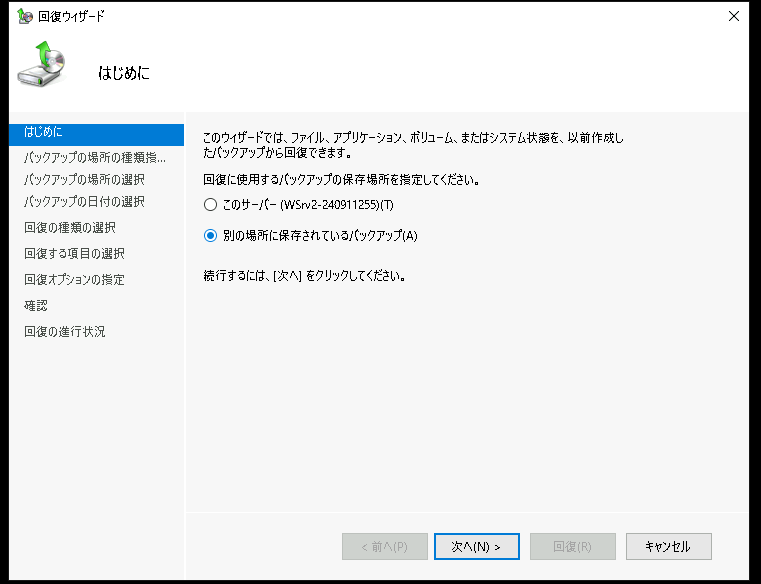 回復ウィザード
はじめに
はじめに
バックアップの場所の種類指...
バックアップの場所の選択
バックアップの日付の選択
回復の種類の選択
回復する項目の選択
回復オプションの指定
確認
回復の進行状況
このウィザードでは、ファイル、アプリケーション、ボリューム、またはシステム状態を、以前作成し
たバックアップから回復できます。
回復に使用するバックアップの保存場所を指定してください。
このサーバー (WSrv2-240911255)(T)
別の場所に保存されているバックアップ(A)
続行するには、[次へ] をクリックしてください。
< 前へ(P)
次へ(N) >
回復(R)
キャンセル